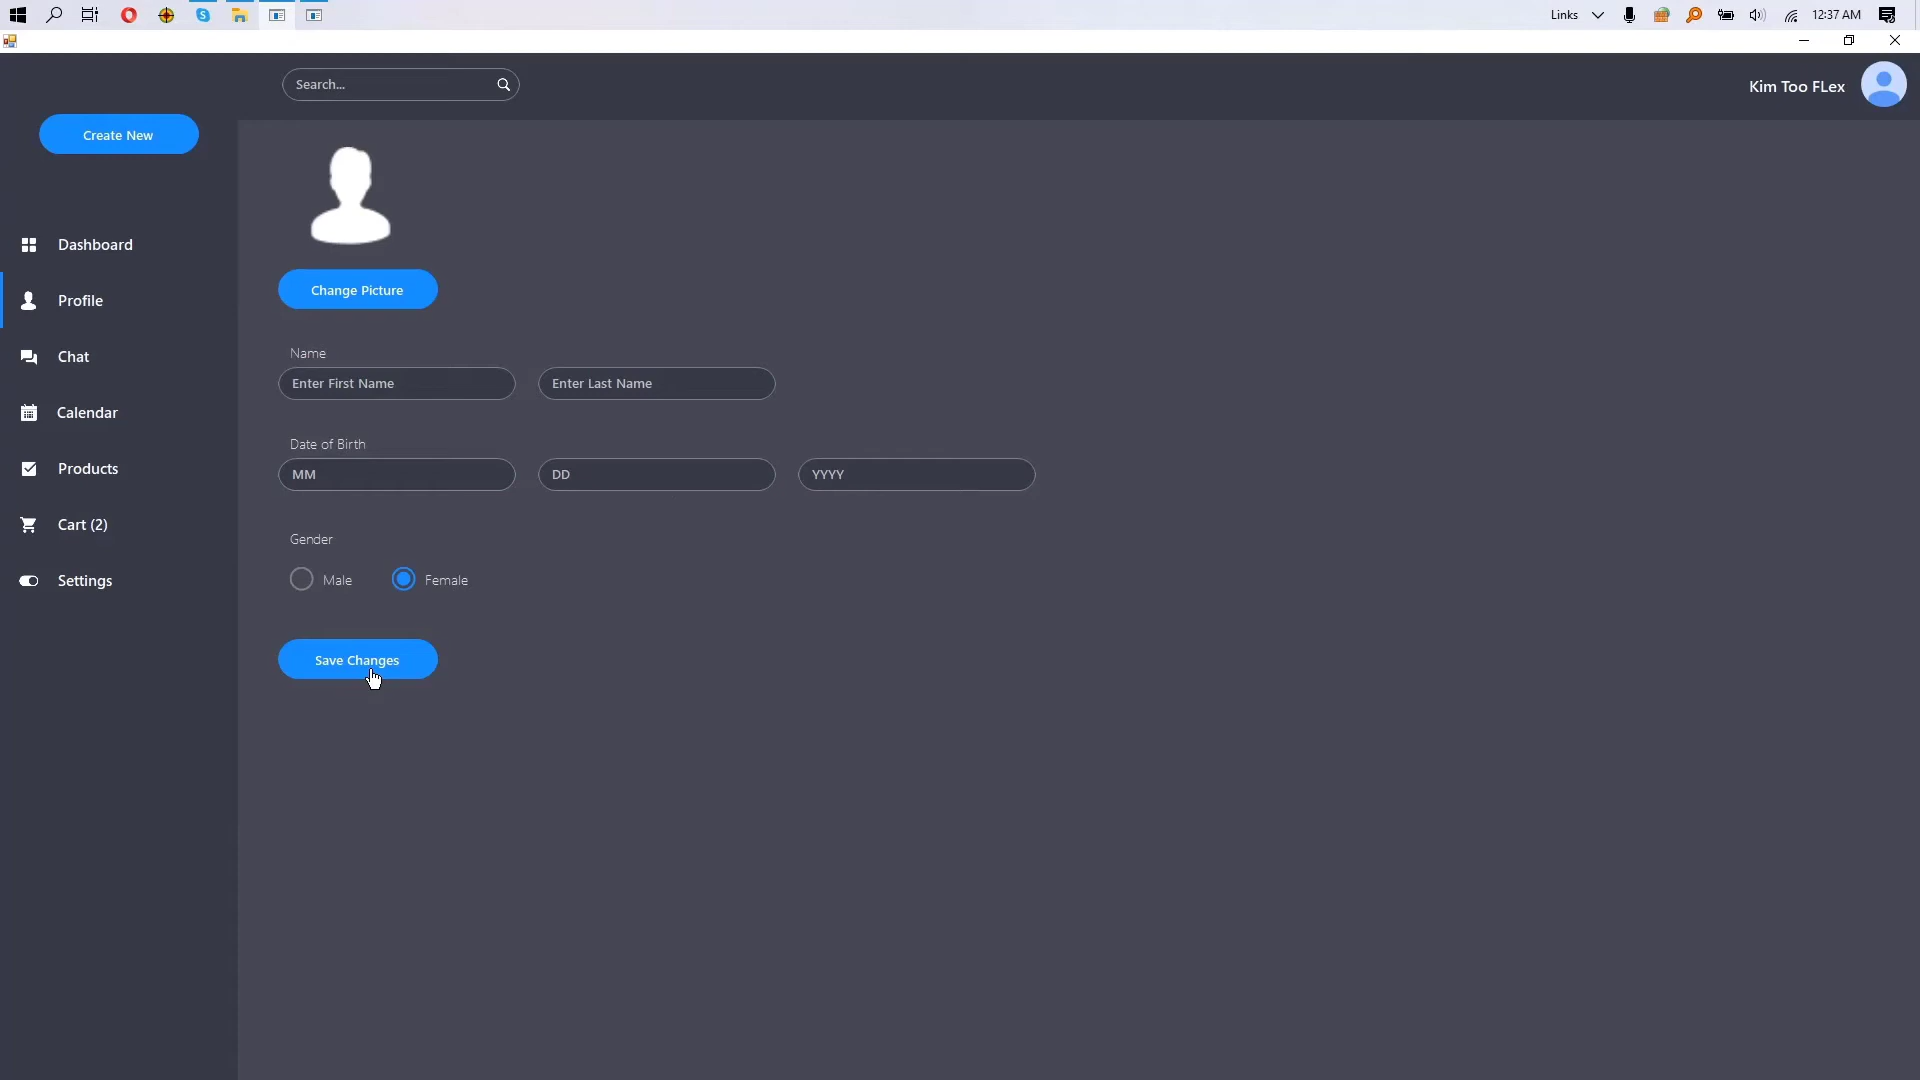 Links
12:37 AM
Search...
Kim Too FLex
Create New
Dashboard
Profile
Chat
Calendar
Products
Cart (2)
Settings
Change Picture
Name
Enter First Name
Enter Last Name
Date of Birth
MM
DD
YYYY
Gender
Male
Female
Save Changes